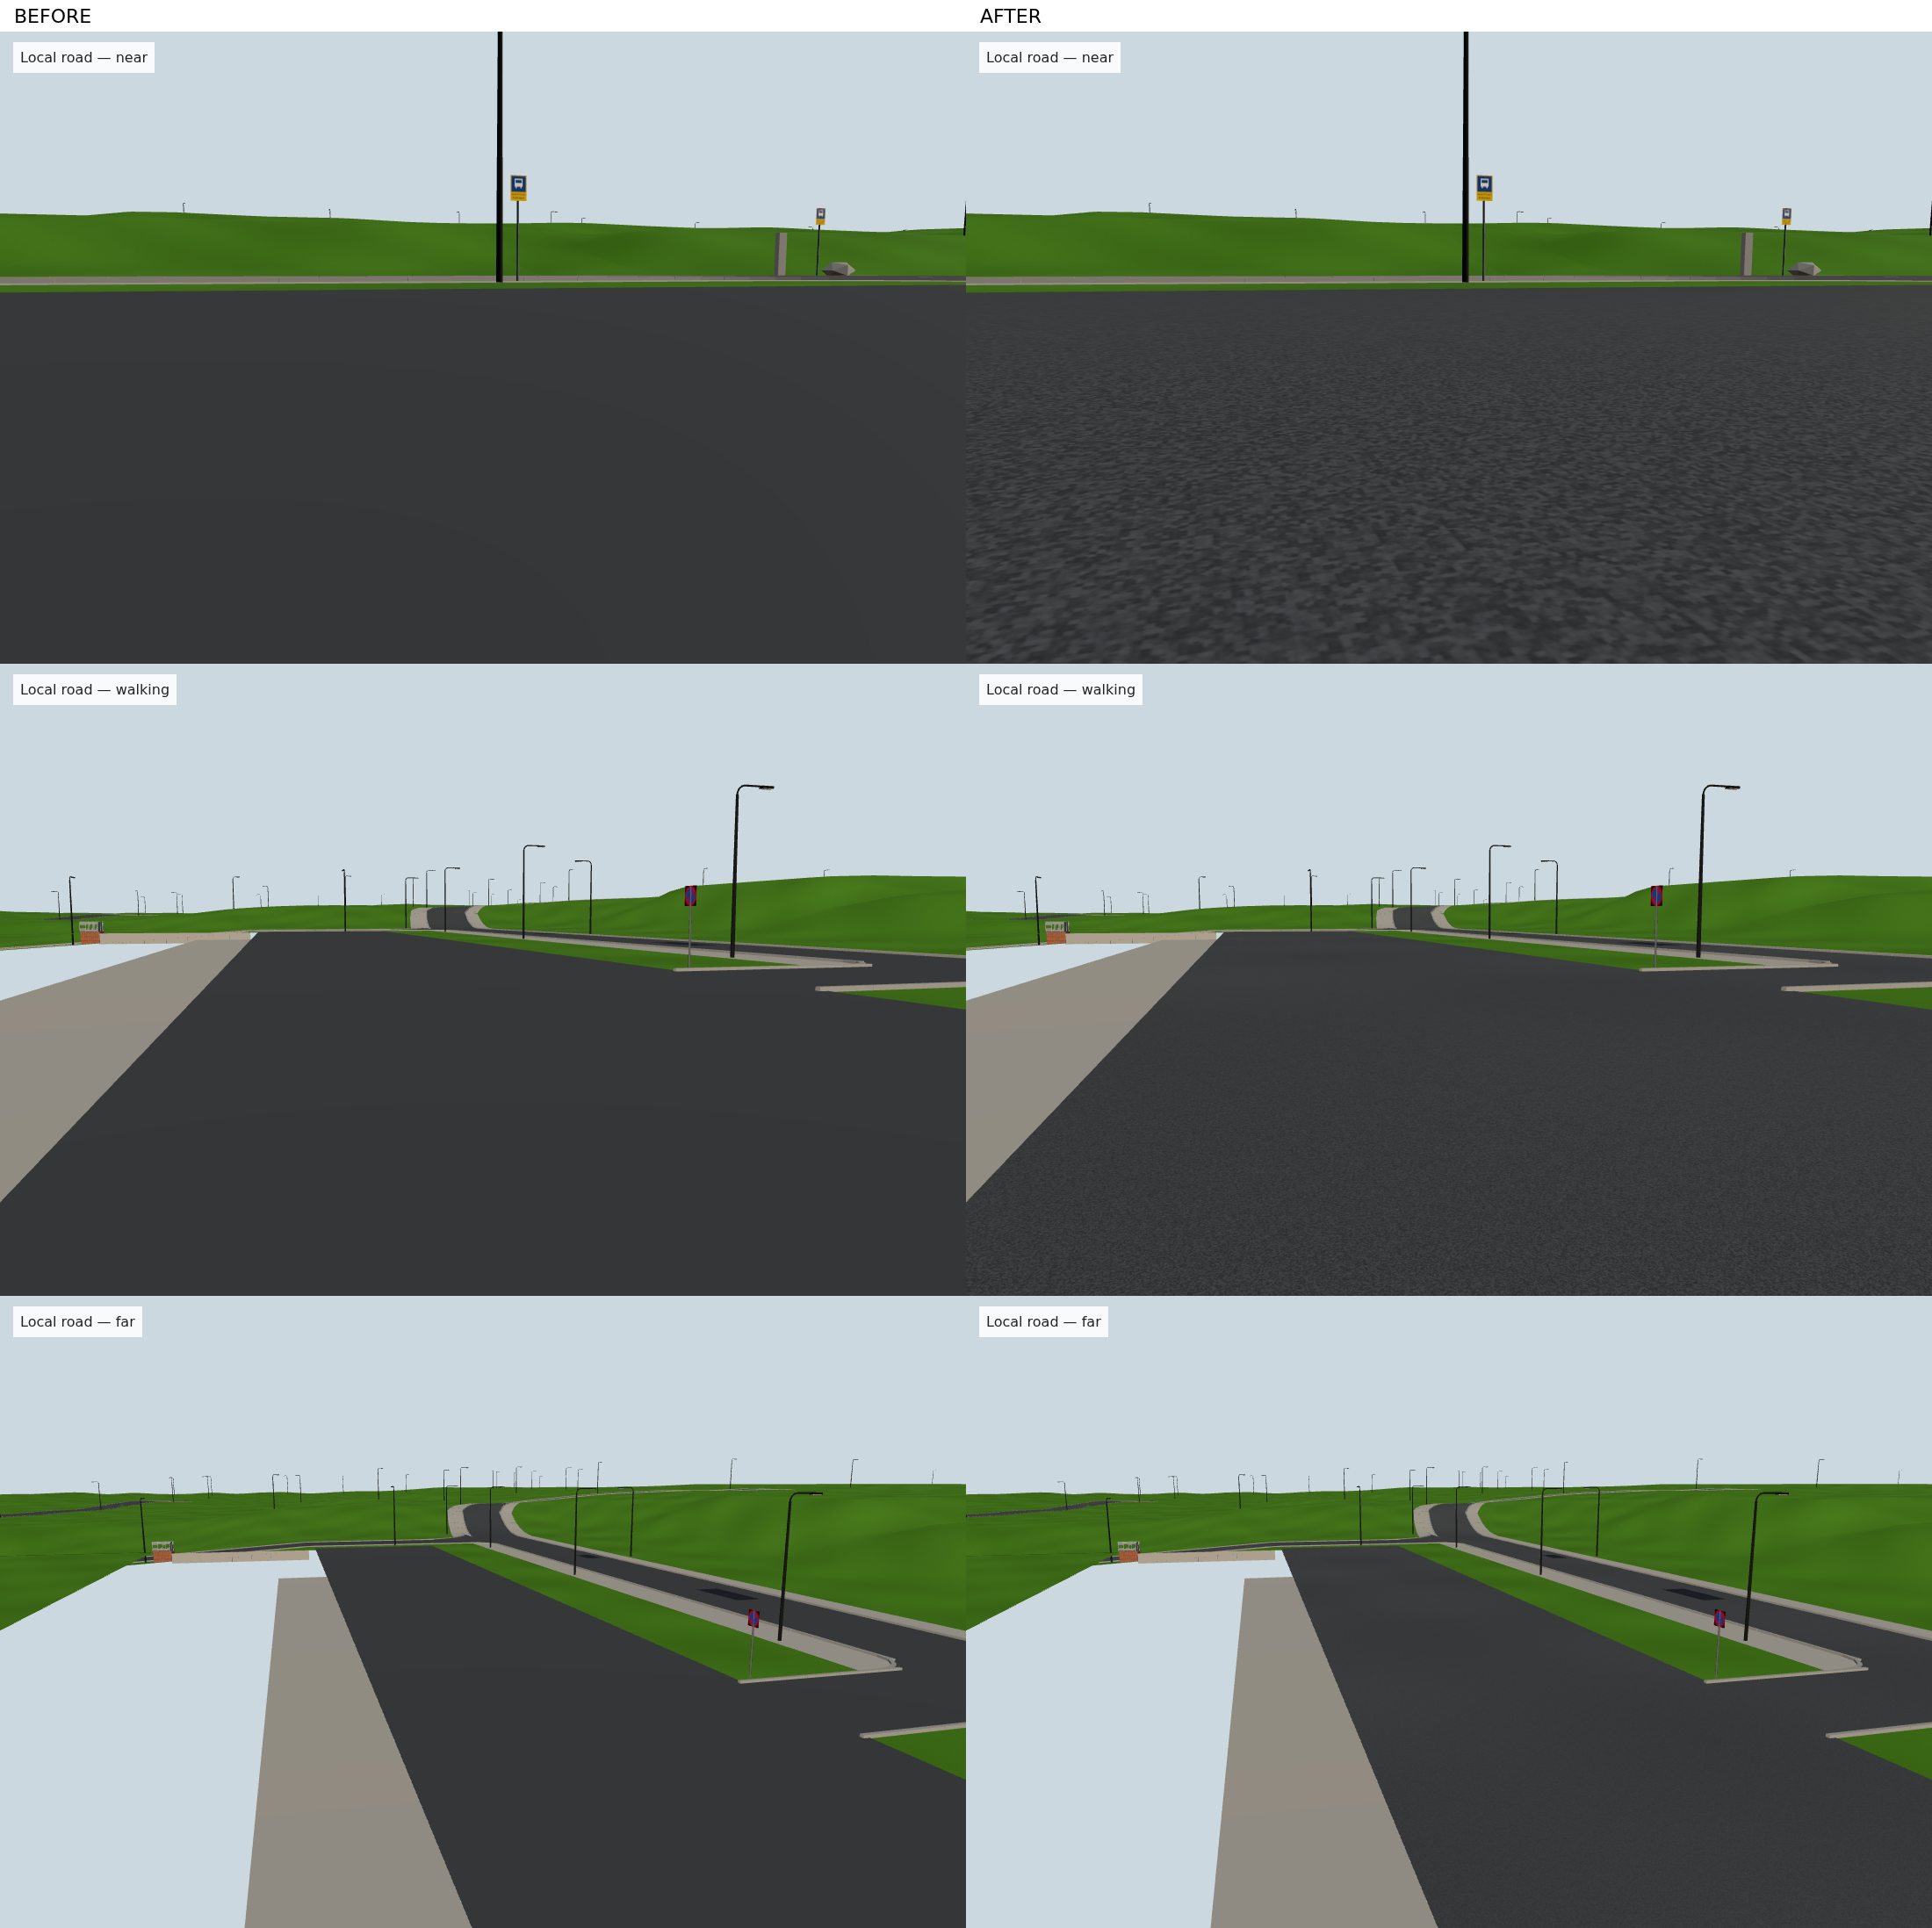 BEFORE
AFTER
Local road — near
Local road — near
Local road — walking
Local road — walking
Local road — far
Local road — far